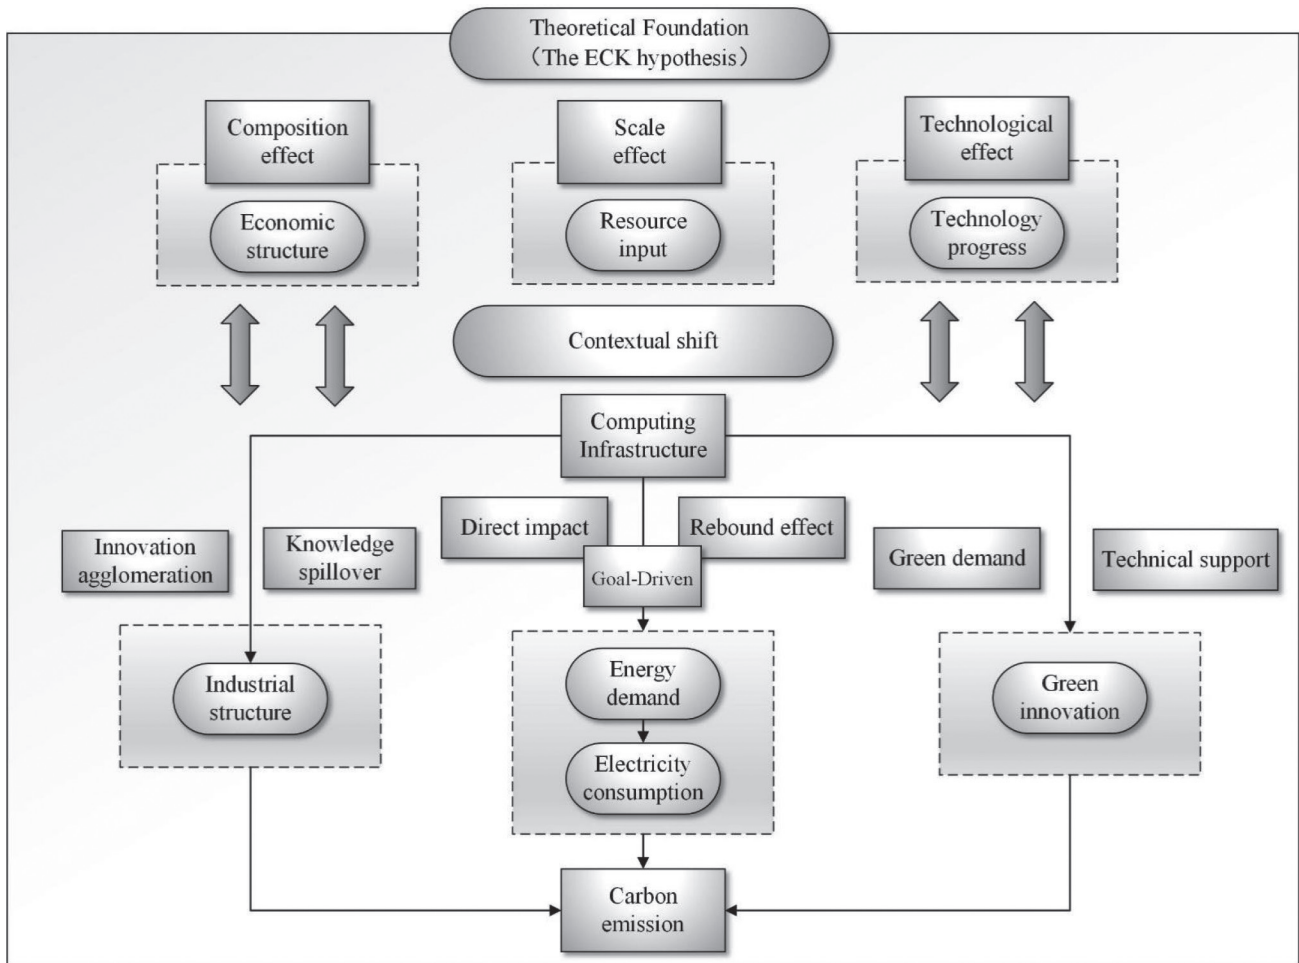 Theoretical Foundation
（The ECK hypothesis）
Composition
effect
Scale
effect
Technological
effect
Economic
structure
Resource
input
Technology
progress
Contextual shift
Computing
Infrastructure
Direct impact
Rebound effect
Innovation
agglomeration
Knowledge
spillover
Goal-Driven
Green demand
Technical support
Industrial
structure
Energy
demand
Electricity
consumption
Green
innovation
Carbon
emission